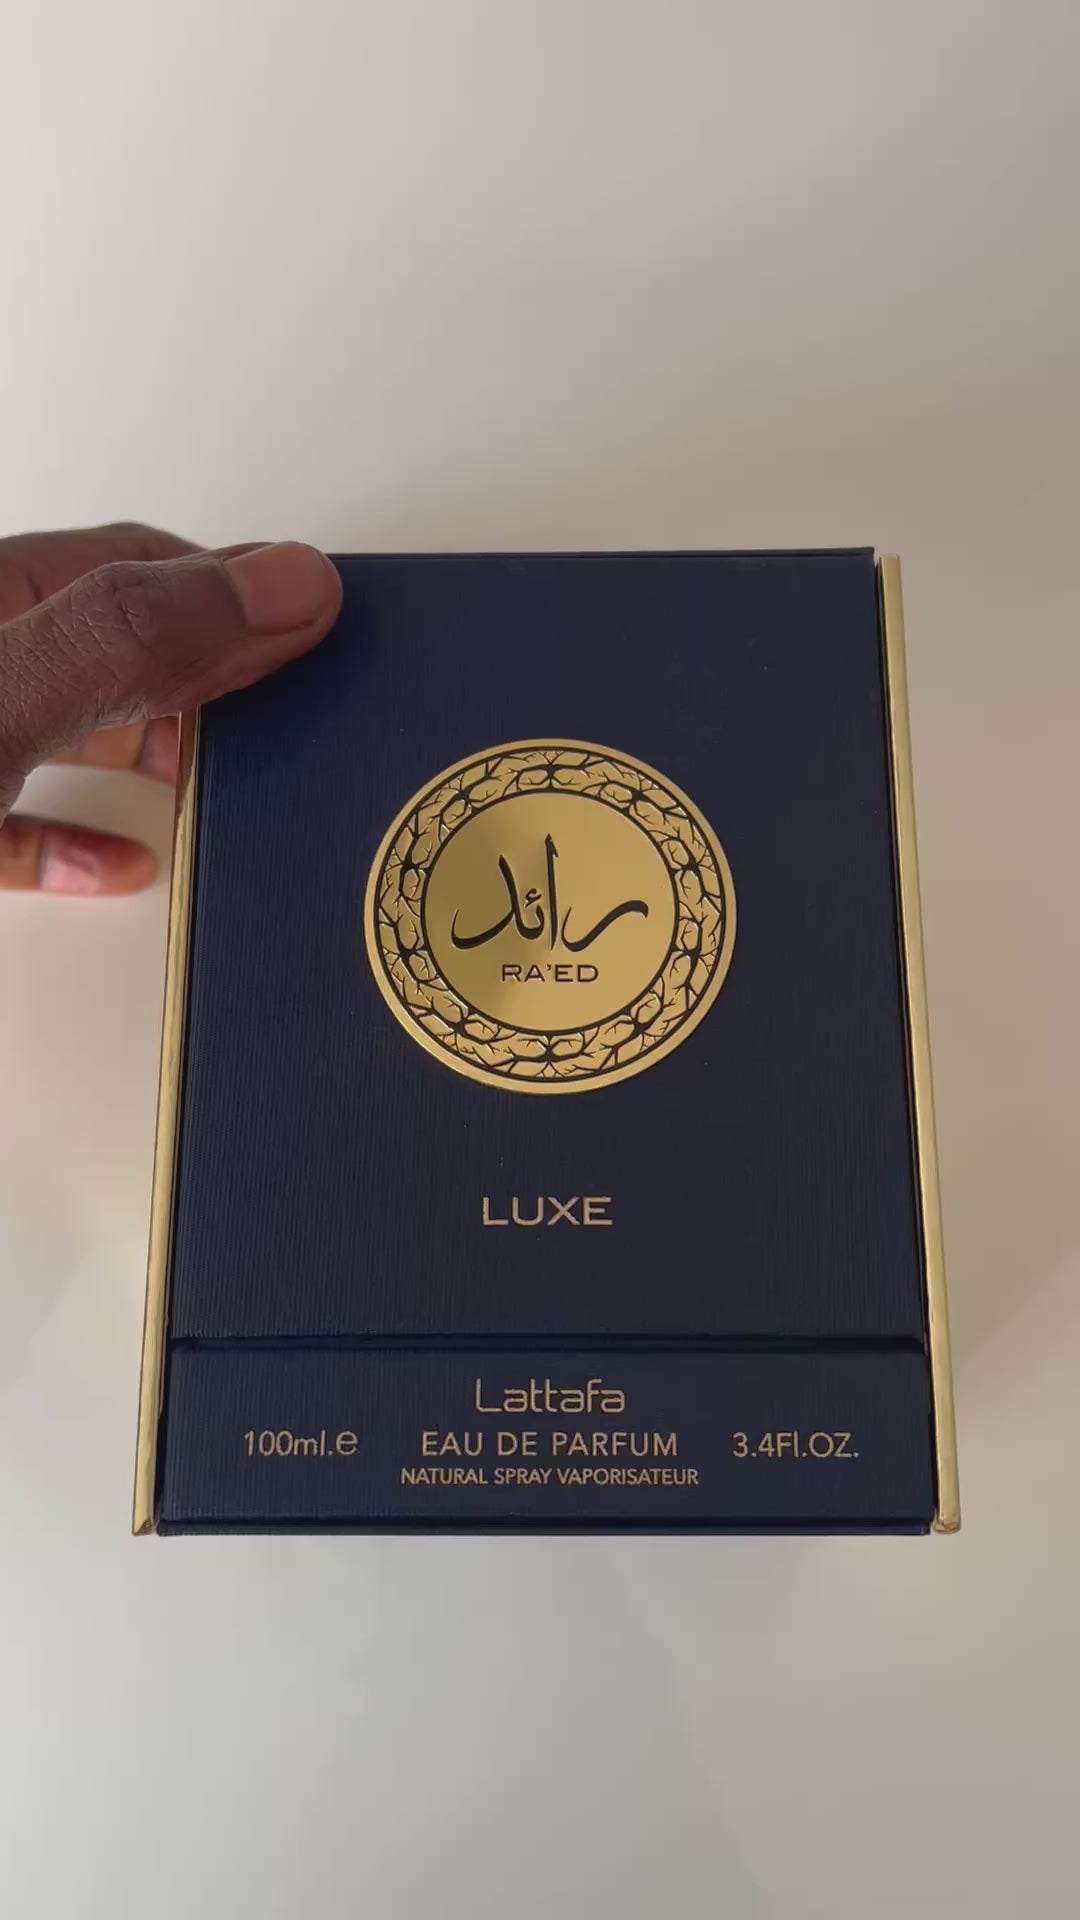 رائد
RA'ED
LUXE
Lattafa
100ml.e EAU DE PARFUM 3.4Fl.OZ.
NATURAL SPRAY VAPORISATEUR